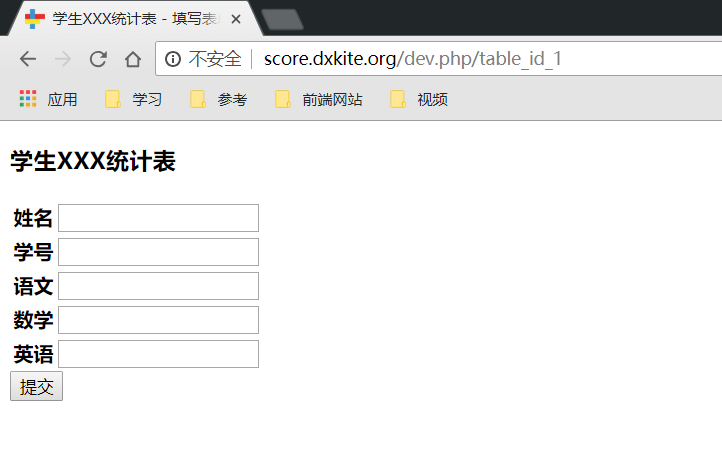 学生XXX统计表 - 填写表
不安全 score.dxkite.org/dev.php/table_id_1
应用 学习 参考 前端网站 视频
学生XXX统计表
姓名
学号
语文
数学
英语
提交